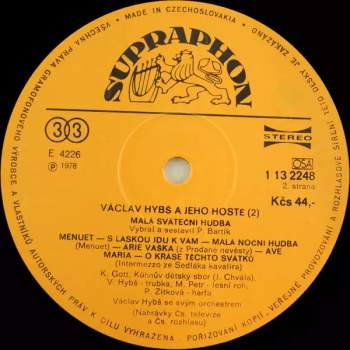 MADE IN CZECHOSLOVAKIA
VŠECHNA PRÁVA GRAMOFONOVÉHO VÝROBCE A VLASTNÍKŮ AUTORSKÝCH PRÁV K DÍLU VYHRAZENA. POŘIZOVÁNÍ KOPIÍ, VEŘEJNÉ PROVOZOVÁNÍ A ROZHLASOVÉ ŠÍŘENÍ TÉTO DESKY JE ZAKÁZÁNO
SUPRAPHON
33
STEREO
E 4226
Ⓟ 1978
OSA
1 13 2248
2. strana
Kčs 44,-
VÁCLAV HYBŠ A JEHO HOSTÉ (2)
MALÁ SVÁTEČNÍ HUDBA
Vybral a sestavil P. Bartík
MENUET — S LÁSKOU JDU K VÁM — MALÁ NOČNÍ HUDBA
(Menuet) — ÁRIE VAŠKA (z Prodané nevěsty) — AVE
MARIA — O KRÁSE TĚCHTO SVÁTKŮ
(Intermezzo ze Sedláka kavalíra)
K. Gott, Kühnův dětský sbor (J. Chvála),
V. Hybš - trubka, M. Petr - lesní roh,
P. Žitková - harfa
Václav Hybš se svým orchestrem
(Nahrávky Čs. televize
a Čs. rozhlasu)